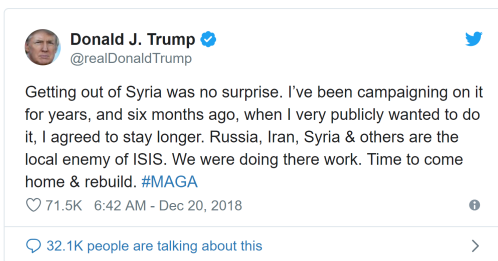 Donald J. Trump
@realDonaldTrump
Getting out of Syria was no surprise. I’ve been campaigning on it
for years, and six months ago, when I very publicly wanted to do
it, I agreed to stay longer. Russia, Iran, Syria & others are the
local enemy of ISIS. We were doing there work. Time to come
home & rebuild. #MAGA
71.5K 6:42 AM - Dec 20, 2018
32.1K people are talking about this